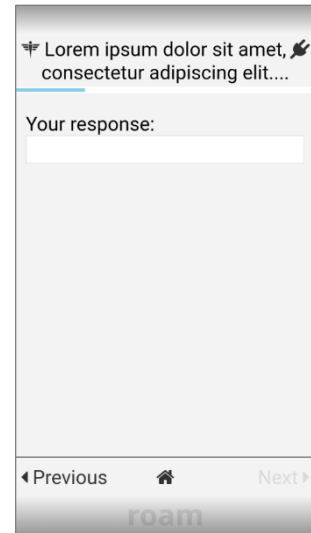 Lorem ipsum dolor sit amet,
consectetur adipiscing elit....
Your response:
Previous
Next
roam